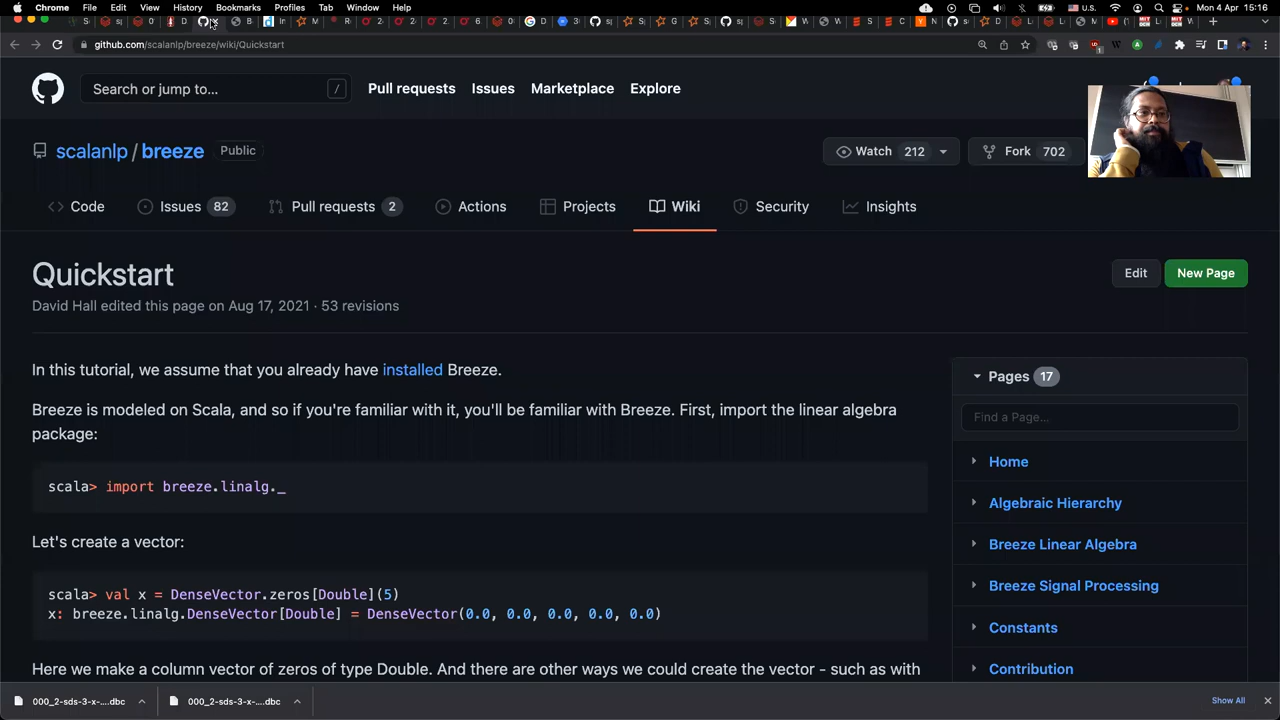 Chrome File Edit View History Bookmarks Profiles Tab Window Help U.S. Mon 4 Apr 15:16
github.com/scalanlp/breeze/wiki/Quickstart
Search or jump to... /
Pull requests Issues Marketplace Explore
scalanlp / breeze Public
Watch 212
Fork 702
Code
Issues 82
Pull requests 2
Actions
Projects
Wiki
Security
Insights
Quickstart
Edit
New Page
David Hall edited this page on Aug 17, 2021 · 53 revisions
In this tutorial, we assume that you already have installed Breeze.
Breeze is modeled on Scala, and so if you're familiar with it, you'll be familiar with Breeze. First, import the linear algebra
package:
scala> import breeze.linalg._
Let's create a vector:
scala> val x = DenseVector.zeros[Double](5)
x: breeze.linalg.DenseVector[Double] = DenseVector(0.0, 0.0, 0.0, 0.0, 0.0)
Here we make a column vector of zeros of type Double. And there are other ways we could create the vector - such as with
Pages 17
Find a Page...
Home
Algebraic Hierarchy
Breeze Linear Algebra
Breeze Signal Processing
Constants
Contribution
000_2-sds-3-x-....dbc
000_2-sds-3-x-....dbc
Show All